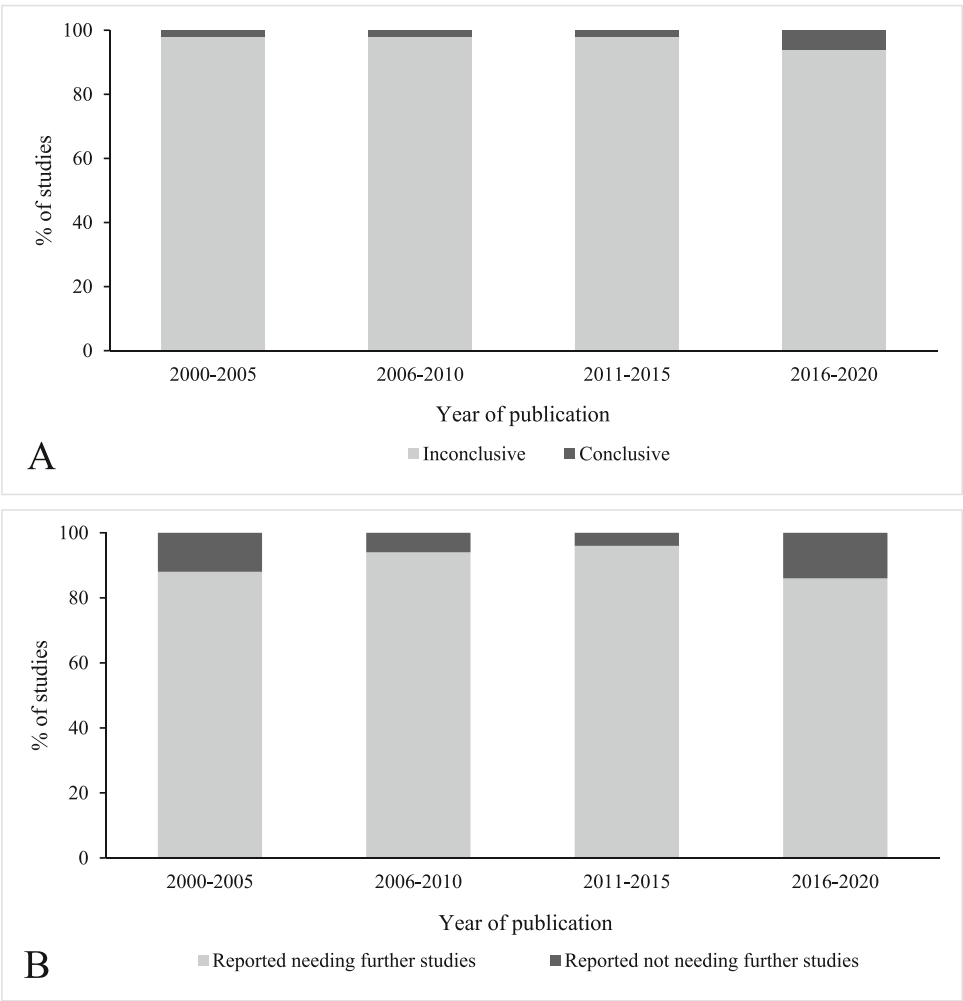 100
80
60
40
20
0
% of studies
2000-2005 2006-2010 2011-2015 2016-2020
Year of publication
A
Inconclusive Conclusive
100
80
60
40
20
0
% of studies
2000-2005 2006-2010 2011-2015 2016-2020
Year of publication
B
Reported needing further studies Reported not needing further studies